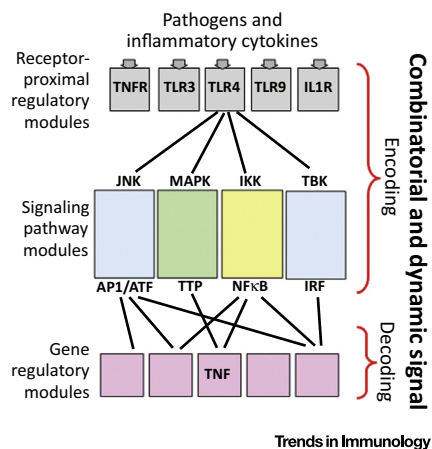 Pathogens and
inflammatory cytokines
Receptor-
proximal
regulatory
modules
TNFR TLR3 TLR4 TLR9 IL1R
JNK MAPK IKK TBK
Signaling
pathway
modules
AP1/ATF TTP NFκB IRF
Gene
regulatory
modules
TNF
Encoding
Decoding
Combinatorial and dynamic signal
Trends in Immunology